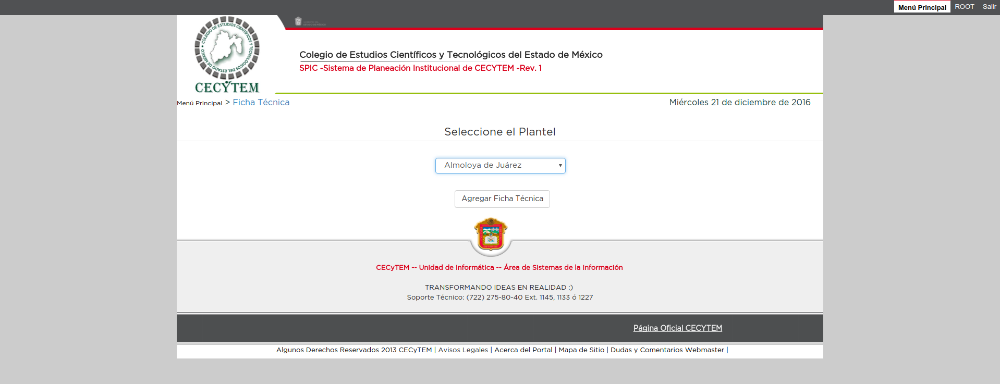 Menú Principal ROOT Salir
COLEGIO DE ESTUDIOS CIENTÍFICOS Y TECNOLÓGICOS DEL ESTADO DE MÉXICO
CECYTEM
Colegio de Estudios Científicos y Tecnológicos del Estado de México
SPIC -Sistema de Planeación Institucional de CECYTEM -Rev. 1
Menú Principal > Ficha Técnica
Miércoles 21 de diciembre de 2016
Seleccione el Plantel
Almoloya de Juárez
Agregar Ficha Técnica
CECyTEM -- Unidad de Informática -- Área de Sistemas de la Información
TRANSFORMANDO IDEAS EN REALIDAD :)
Soporte Técnico: (722) 275-80-40 Ext. 1145, 1133 ó 1227
Página Oficial CECYTEM
Algunos Derechos Reservados 2013 CECyTEM | Avisos Legales | Acerca del Portal | Mapa de Sitio | Dudas y Comentarios Webmaster |